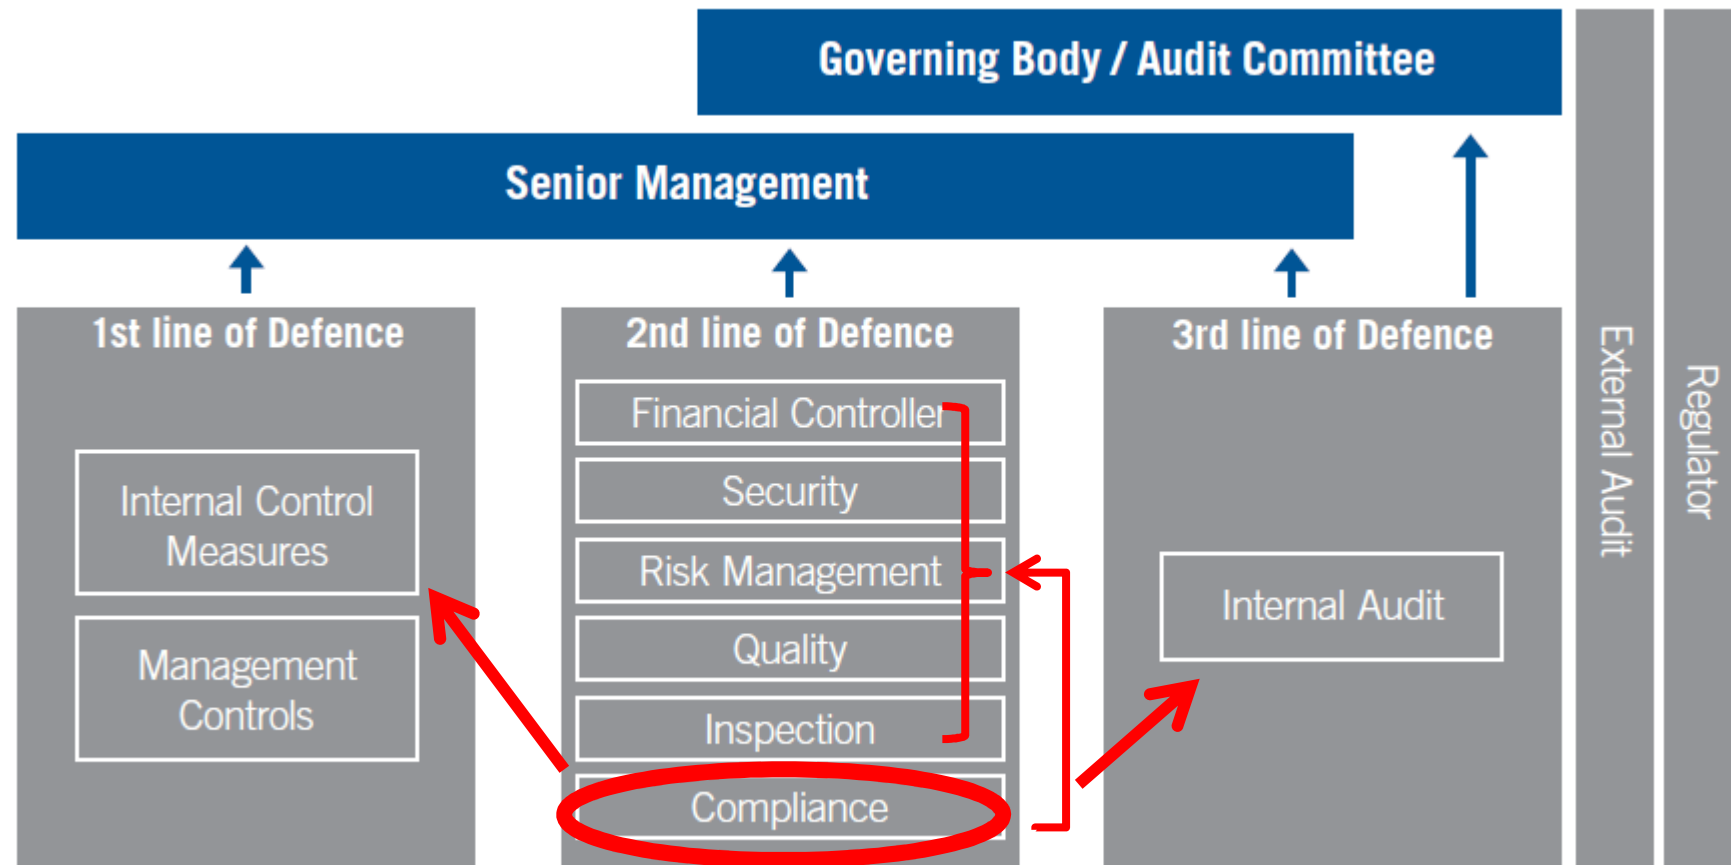 Governing Body / Audit Committee
Senior Management
1st line of Defence
Internal Control
Measures
Management
Controls
2nd line of Defence
Financial Controller
Security
Risk Management
Quality
Inspection
Compliance
3rd line of Defence
Internal Audit
External Audit
Regulator